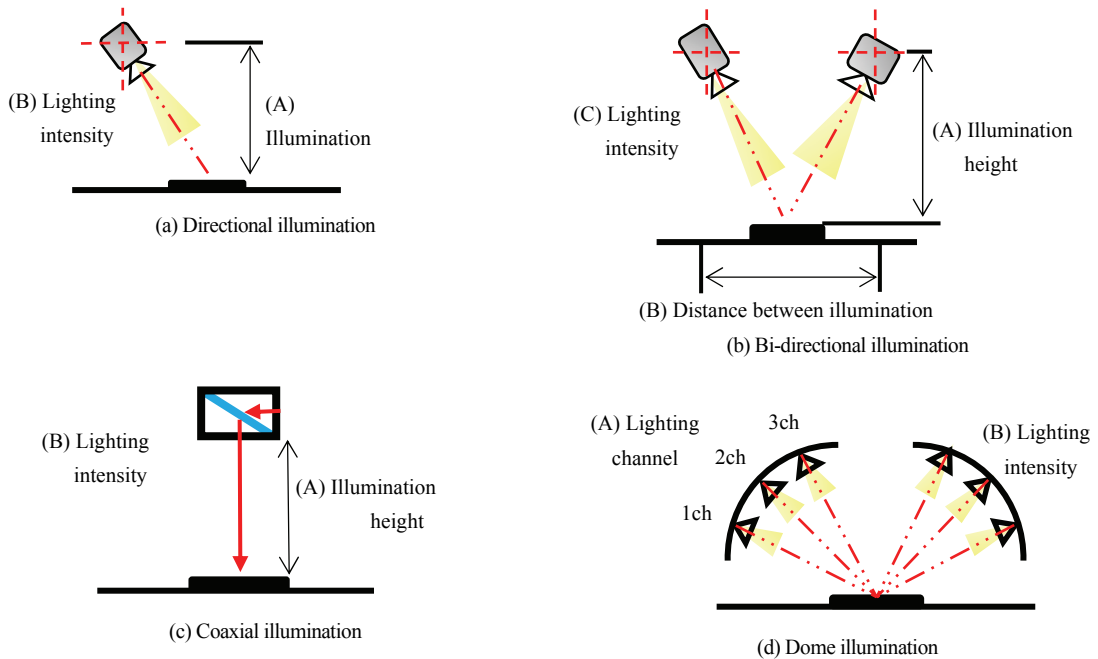 (B) Lighting
intensity
(A)
Illumination
(a) Directional illumination
(C) Lighting
intensity
(A) Illumination
height
(B) Distance between illumination
(b) Bi-directional illumination
(B) Lighting
intensity
(A) Illumination
height
(c) Coaxial illumination
(A) Lighting
channel
3ch
2ch
1ch
(B) Lighting
intensity
(d) Dome illumination